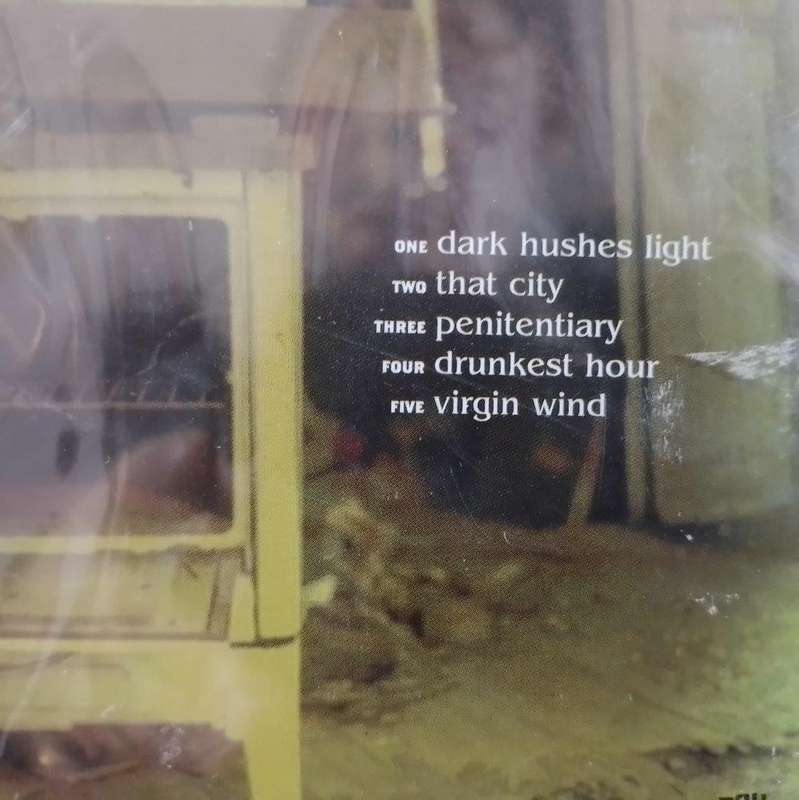 ONE dark hushes light
TWO that city
THREE penitentiary
FOUR drunkest hour
FIVE virgin wind